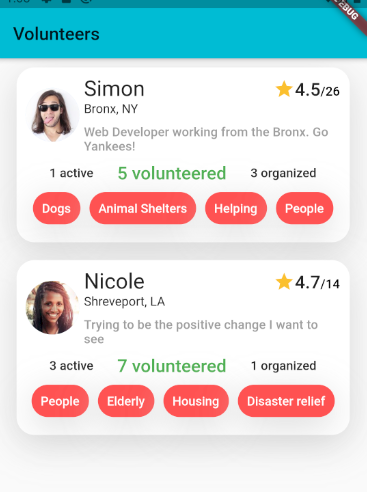 Volunteers
Simon
4.5/26
Bronx, NY
Web Developer working from the Bronx. Go
Yankees!
1 active
5 volunteered
3 organized
Dogs
Animal Shelters
Helping
People
Nicole
4.7/14
Shreveport, LA
Trying to be the positive change I want to
see
3 active
7 volunteered
1 organized
People
Elderly
Housing
Disaster relief